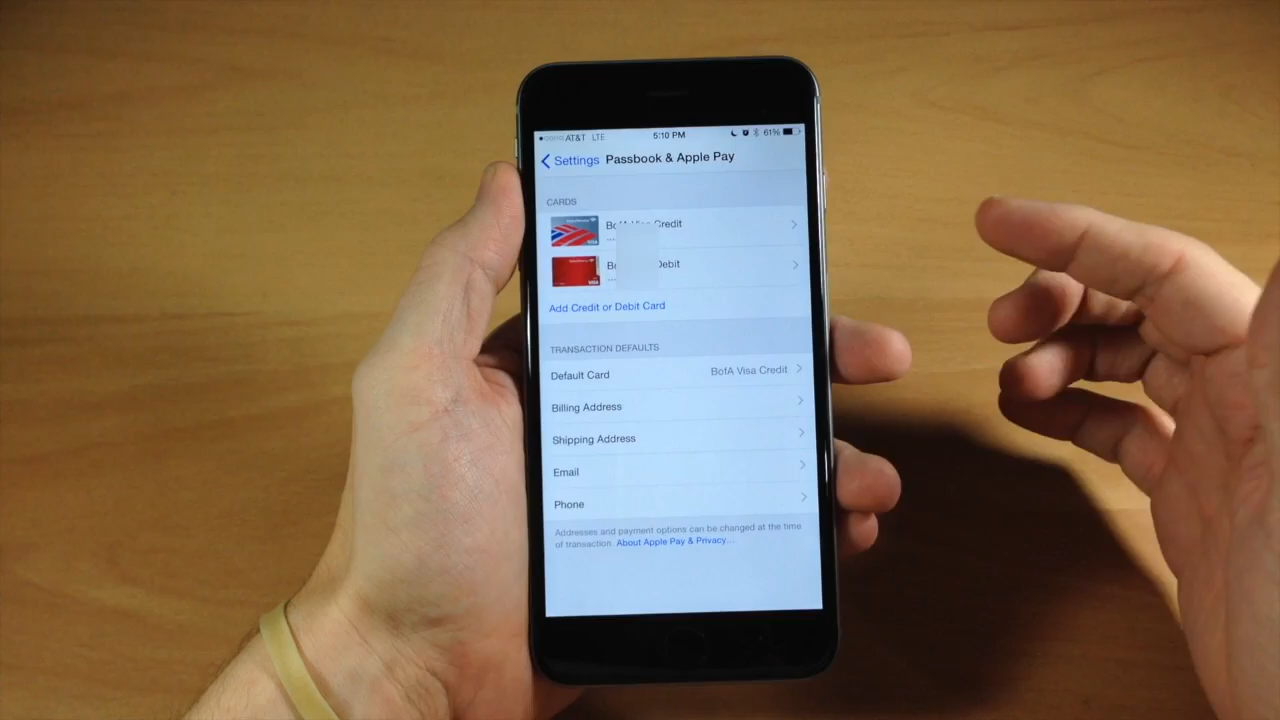 AT&T LTE 5:10 PM 61%
Settings Passbook & Apple Pay
CARDS
Credit
VISA
Debit
VISA
Add Credit or Debit Card
TRANSACTION DEFAULTS
Default Card BofA Visa Credit
Billing Address
Shipping Address
Email
Phone
Addresses and payment options can be changed at the time
of transaction. About Apple Pay & Privacy...